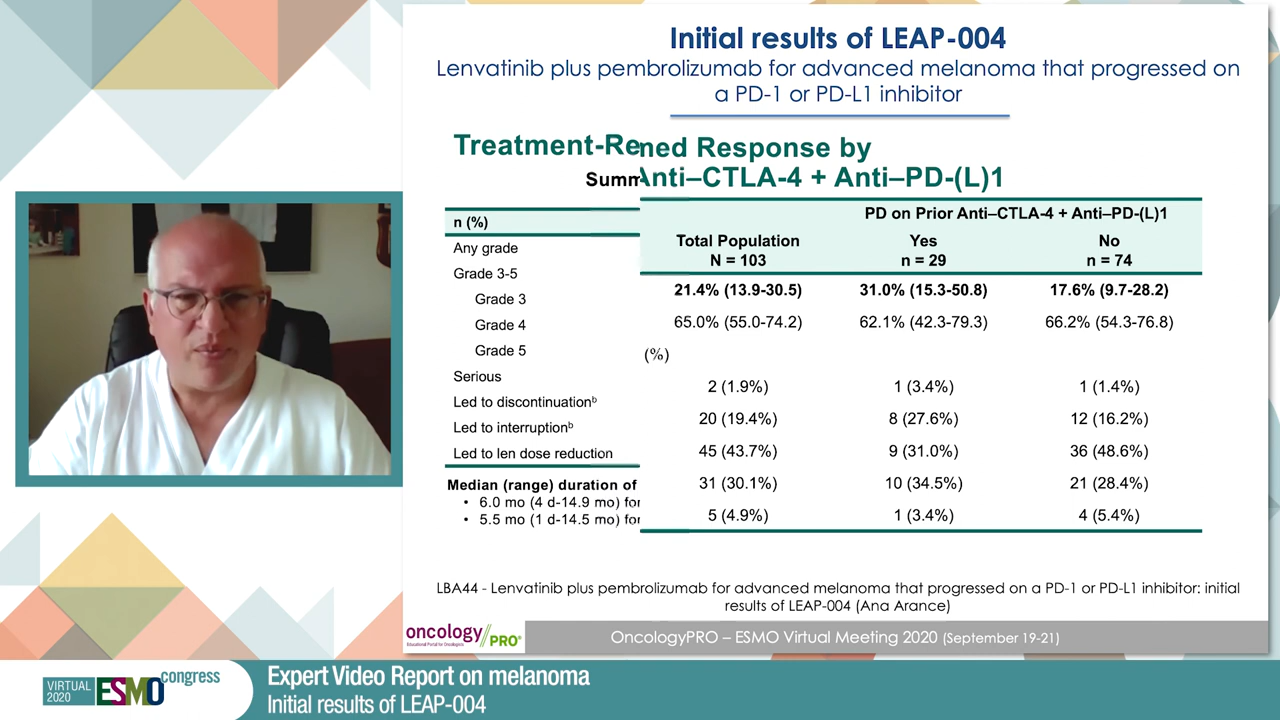 Initial results of LEAP-004
Lenvatinib plus pembrolizumab for advanced melanoma that progressed on
a PD-1 or PD-L1 inhibitor
Treatment-Re
ned Response by
Summ
Anti–CTLA-4 + Anti–PD-(L)1
PD on Prior Anti–CTLA-4 + Anti–PD-(L)1
n (%)
Total Population Yes No
N = 103 n = 29 n = 74
Any grade
Grade 3-5
Grade 3
Grade 4
Grade 5
Serious
Led to discontinuationᵇ
Led to interruptionᵇ
Led to len dose reduction
21.4% (13.9-30.5) 31.0% (15.3-50.8) 17.6% (9.7-28.2)
65.0% (55.0-74.2) 62.1% (42.3-79.3) 66.2% (54.3-76.8)
(%)
2 (1.9%) 1 (3.4%) 1 (1.4%)
20 (19.4%) 8 (27.6%) 12 (16.2%)
45 (43.7%) 9 (31.0%) 36 (48.6%)
31 (30.1%) 10 (34.5%) 21 (28.4%)
5 (4.9%) 1 (3.4%) 4 (5.4%)
Median (range) duration of
• 6.0 mo (4 d-14.9 mo) for
• 5.5 mo (1 d-14.5 mo) for
LBA44 - Lenvatinib plus pembrolizumab for advanced melanoma that progressed on a PD-1 or PD-L1 inhibitor: initial
results of LEAP-004 (Ana Arance)
oncology PRO®
Educational Portal for Oncologists
OncologyPRO – ESMO Virtual Meeting 2020 (September 19-21)
VIRTUAL
2020
ESMO congress
Expert Video Report on melanoma
Initial results of LEAP-004